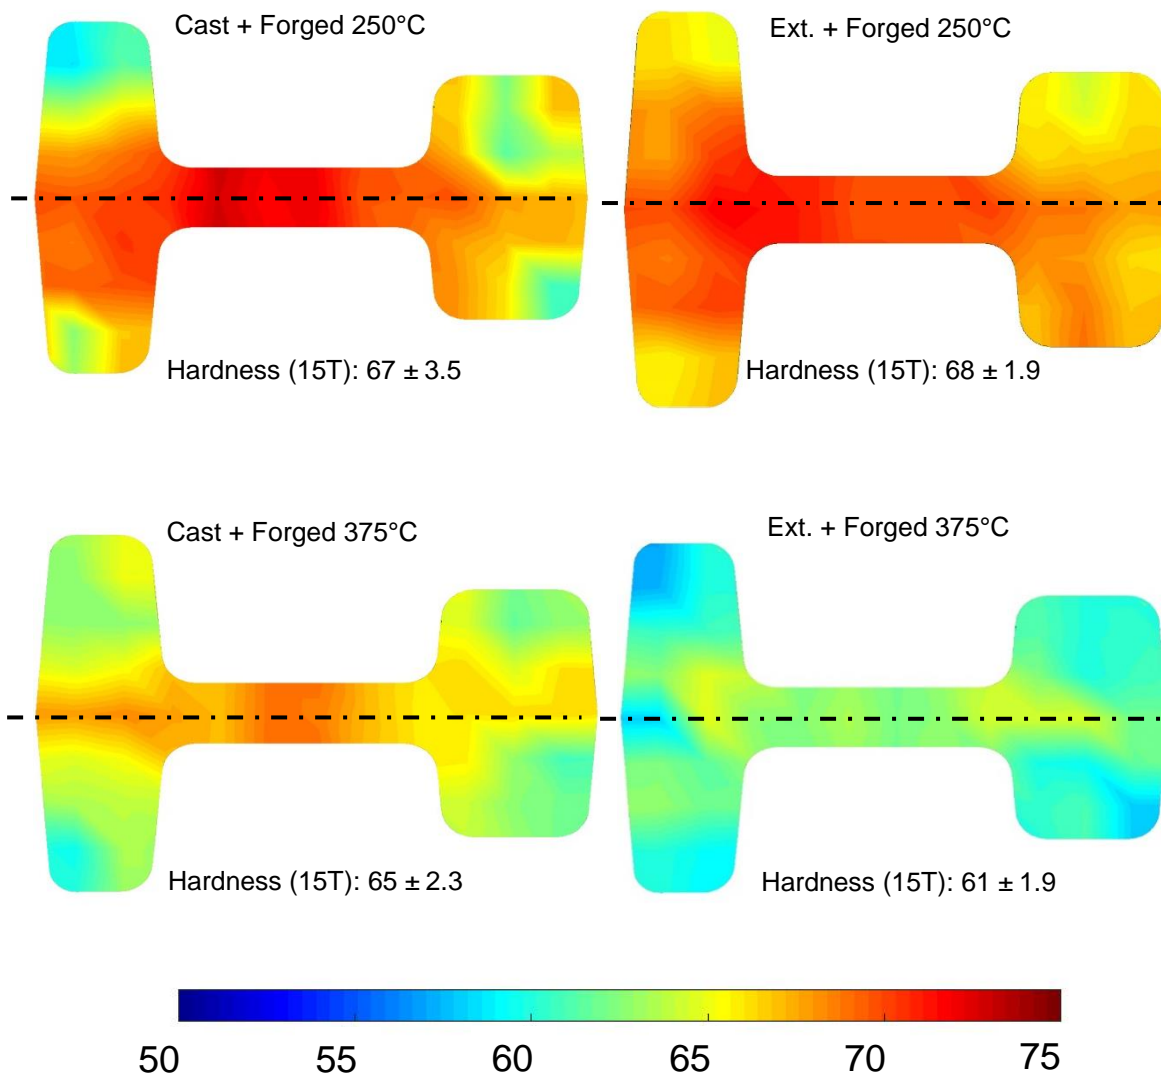 Cast + Forged 250°C
Ext. + Forged 250°C
Hardness (15T): 67 ± 3.5
Hardness (15T): 68 ± 1.9
Cast + Forged 375°C
Ext. + Forged 375°C
Hardness (15T): 65 ± 2.3
Hardness (15T): 61 ± 1.9
50 55 60 65 70 75